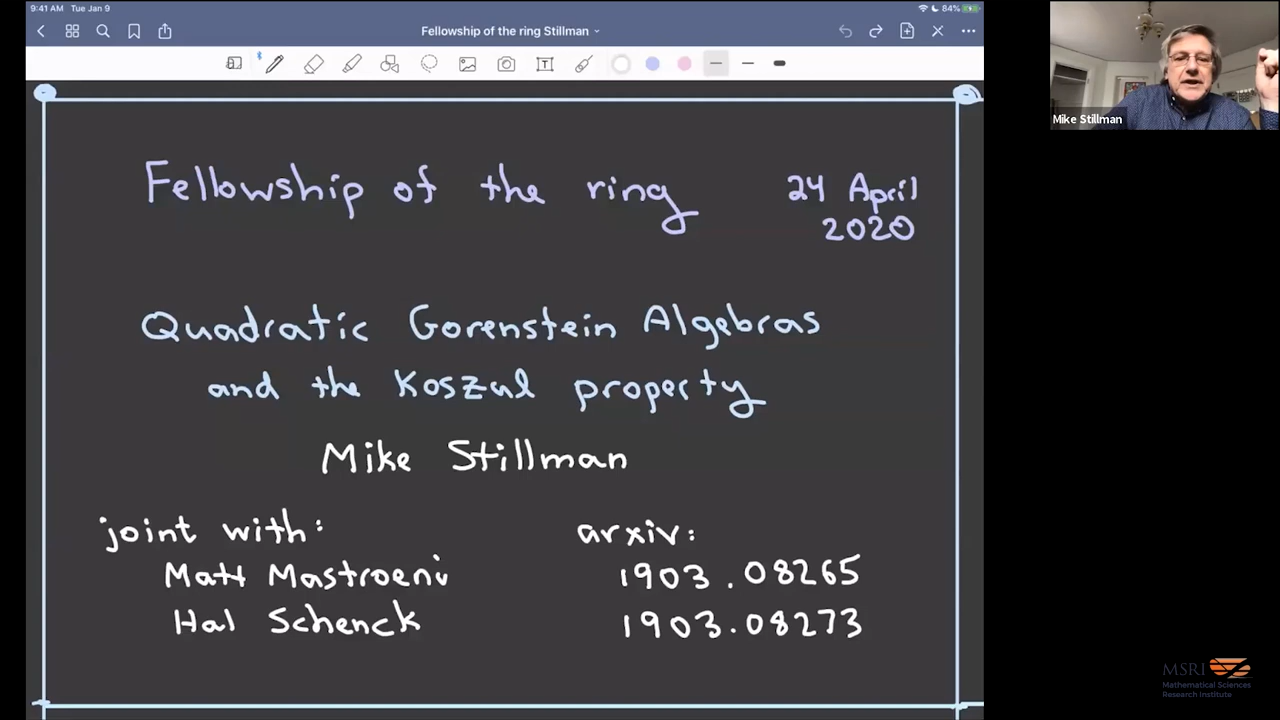 9:41 AM Tue Jan 9
84%
Fellowship of the ring Stillman
Fellowship of the ring
24 April
2020
Quadratic Gorenstein Algebras
and the Koszul property
Mike Stillman
joint with:
Matt Mastroeni
Hal Schenck
arxiv:
1903.08265
1903.08273
Mike Stillman
MSRI
Mathematical Sciences
Research Institute